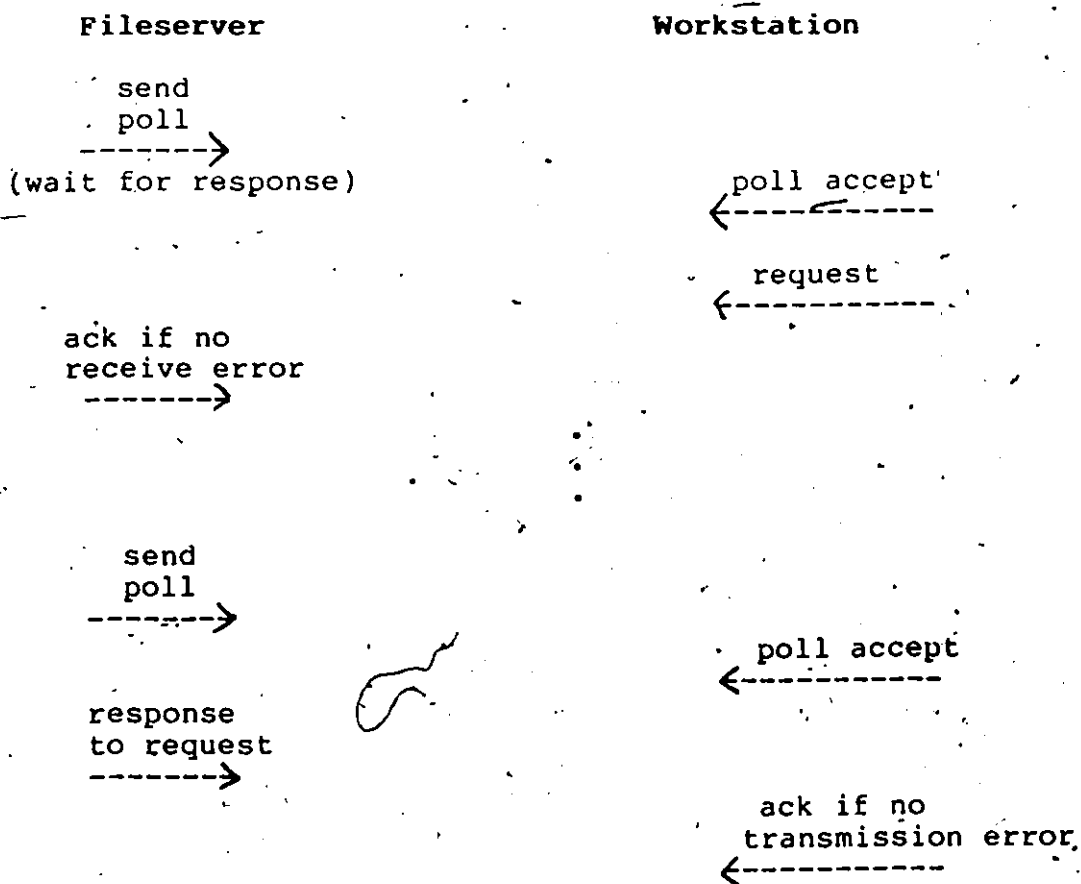 Fileserver Workstation
send
poll
(wait for response)
poll accept
request
ack if no
receive error
send
poll
poll accept
response
to request
ack if no
transmission error